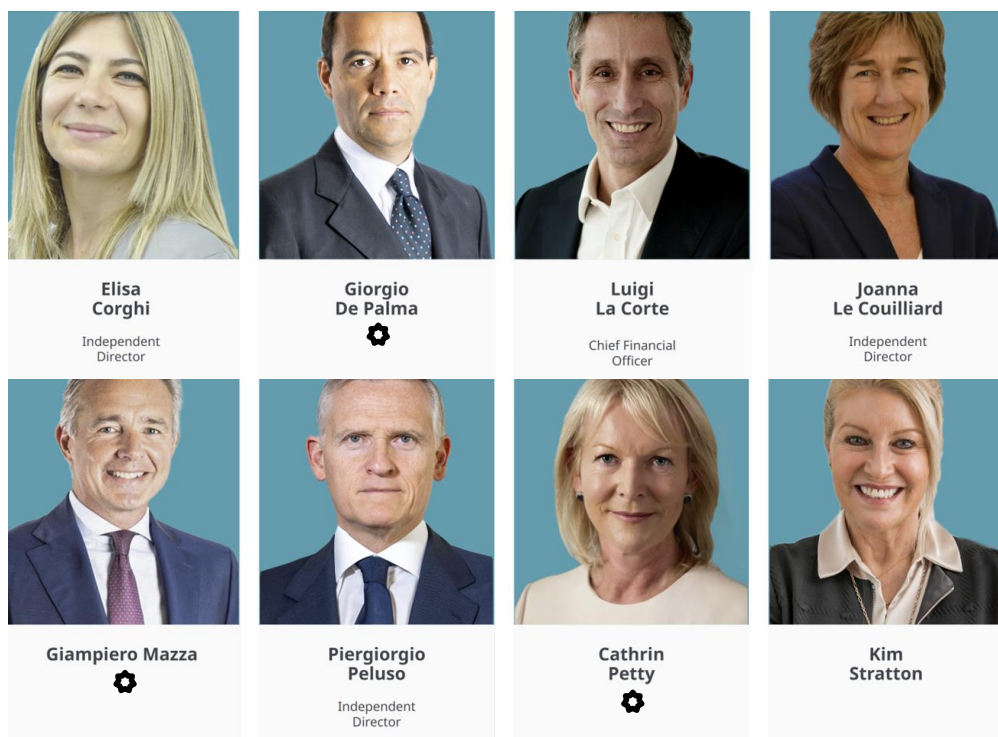 Elisa
Corghi
Independent
Director
Giorgio
De Palma
Luigi
La Corte
Chief Financial
Officer
Joanna
Le Couilliard
Independent
Director
Giampiero Mazza
Piergiorgio
Peluso
Independent
Director
Cathrin
Petty
Kim
Stratton